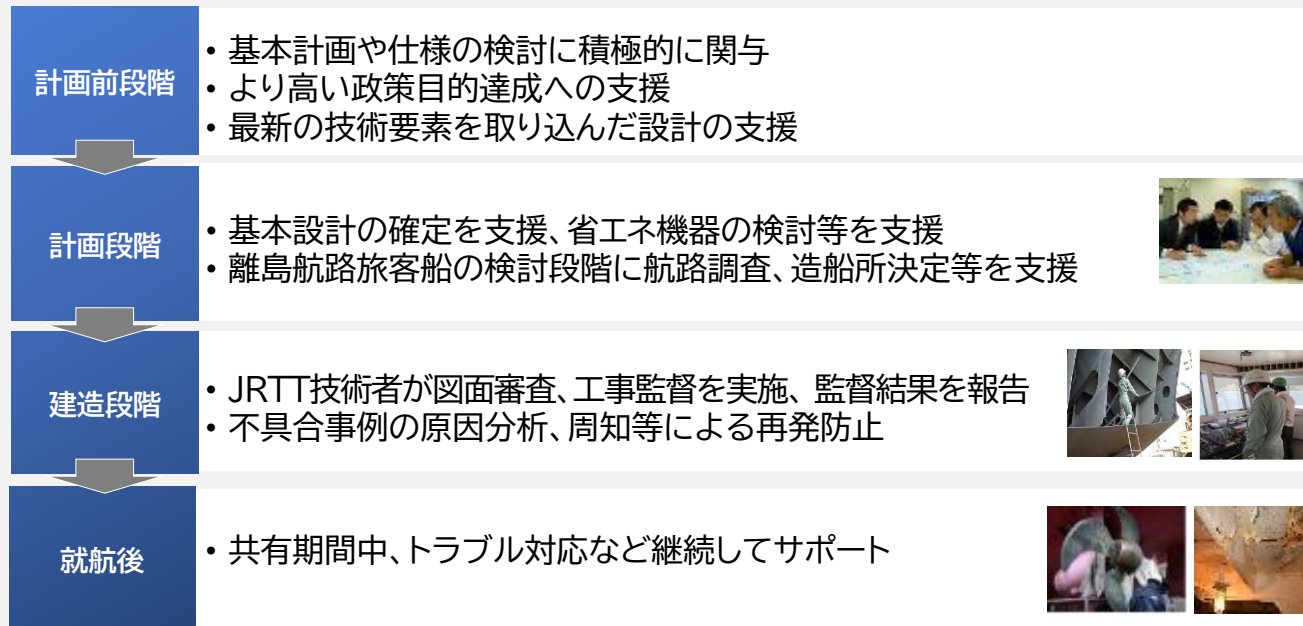 計画前段階
• 基本計画や仕様の検討に積極的に関与
• より高い政策目的達成への支援
• 最新の技術要素を取り込んだ設計の支援
計画段階
• 基本設計の確定を支援、省エネ機器の検討等を支援
• 離島航路旅客船の検討段階に航路調査、造船所決定等を支援
建造段階
• JRTT技術者が図面審査、工事監督を実施、監督結果を報告
• 不具合事例の原因分析、周知等による再発防止
就航後
• 共有期間中、トラブル対応など継続してサポート